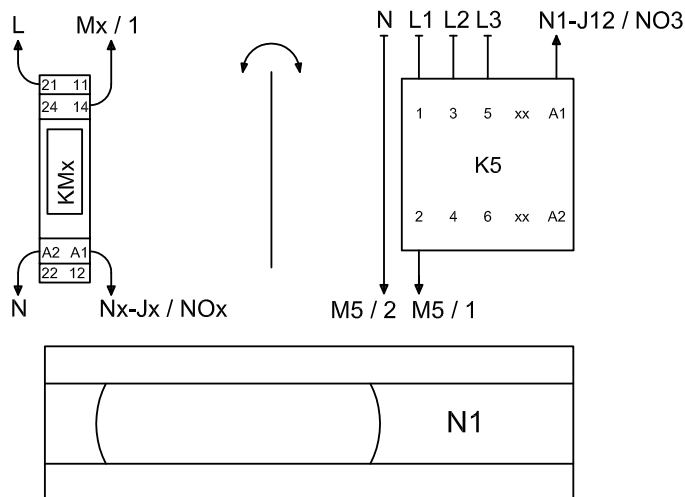 L Mx / 1
21 11
24 14
KMx
A2 A1
22 12
N Nx-Jx / NOx
N L1 L2 L3 N1-J12 / NO3
1 3 5 xx A1
K5
2 4 6 xx A2
M5 / 2 M5 / 1
N1